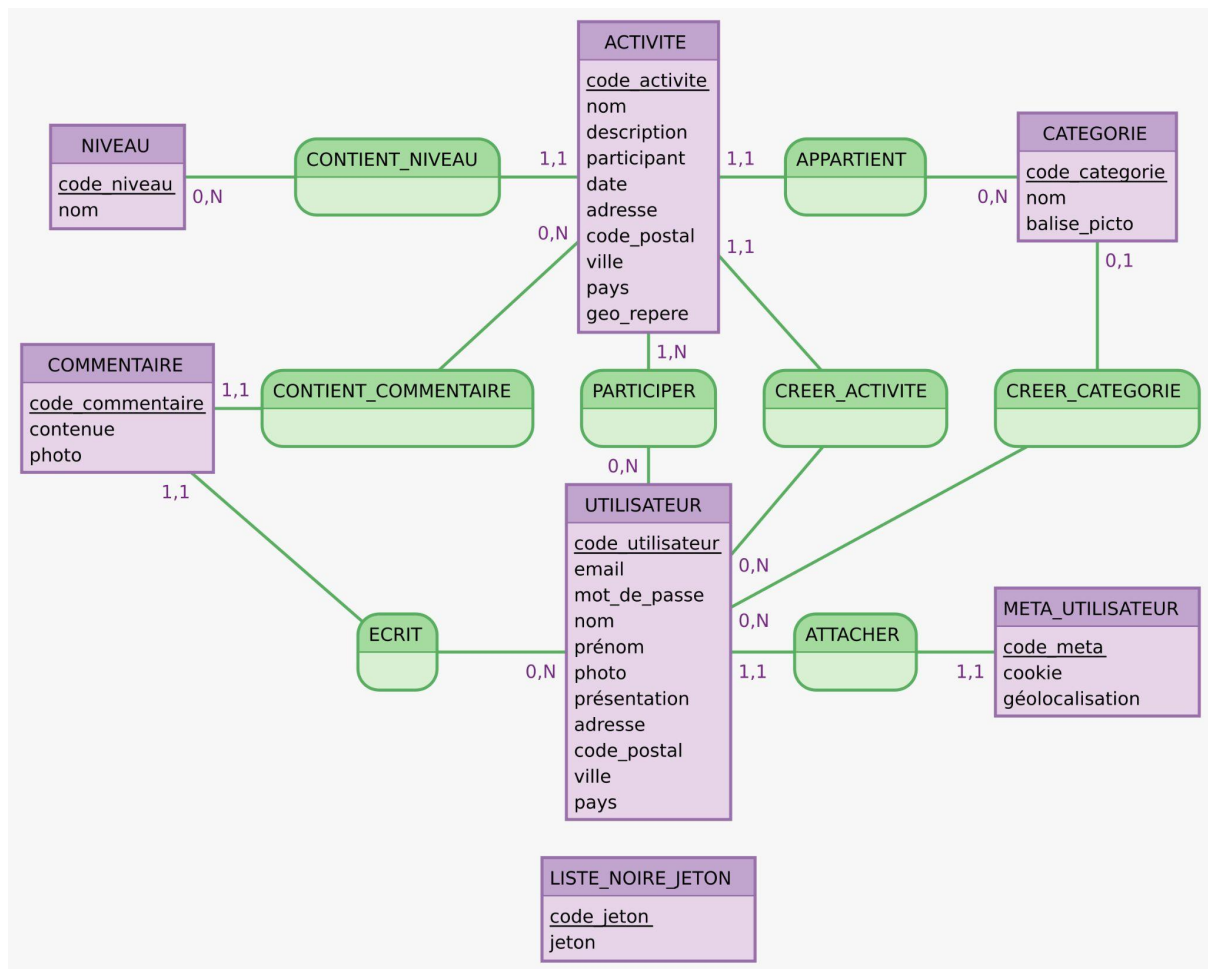 ACTIVITE
code_activite
nom
description
participant
date
adresse
code_postal
ville
pays
geo_repere
NIVEAU
code_niveau
nom
0,N
CONTIENT_NIVEAU
1,1
1,1
APPARTIENT
0,N
CATEGORIE
code_categorie
nom
balise_picto
0,N
1,1
0,1
1,N
COMMENTAIRE
code_commentaire
contenue
photo
1,1
CONTIENT_COMMENTAIRE
PARTICIPER
CREER_ACTIVITE
CREER_CATEGORIE
0,N
1,1
UTILISATEUR
code_utilisateur
email
mot_de_passe
nom
prénom
photo
présentation
adresse
code_postal
ville
pays
0,N
0,N
ECRIT
0,N
1,1
ATTACHER
1,1
META_UTILISATEUR
code_meta
cookie
géolocalisation
LISTE_NOIRE_JETON
code_jeton
jeton